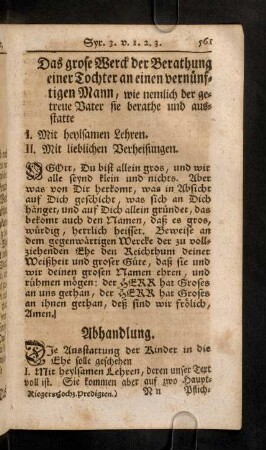 Syr. 3. v. 1. 2. 3. 561
Das grose Werck der Berathung
einer Tochter an einen vernünf-
tigen Mann, wie nemlich der ge-
treue Vater sie berathe und aus-
statte
I. Mit heylsamen Lehren.
II. Mit lieblichen Verheisungen.
OGOtt, Du bist allein gros, und wir
alle seynd klein und nichts. Aber
was von Dir herkomt, was in Absicht
auf Dich geschicht, was sich an Dich
hänget, und auf Dich allein gründet, das
bekomt auch den Namen, daß es gros,
würdig, herrlich heisset. Beweise an
dem gegenwärtigen Wercke der zu voll-
ziehenden Ehe den Reichthum deiner
Weißheit und groser Güte, daß sie und
wir deinen grosen Namen ehren, und
rühmen mögen: der HERR hat Groses
an uns gethan, der HERR hat Groses
an ihnen gethan, deß sind wir frölich,
Amen.
Abhandlung.
DJe Ausstattung der Kinder in die
Ehe solle geschehen
I. Mit heylsamen Lehren, deren unser Text
voll ist. Sie kommen aber auf zwo Haupt-
Riegers Hochz. Predigten.) N n Pflich-